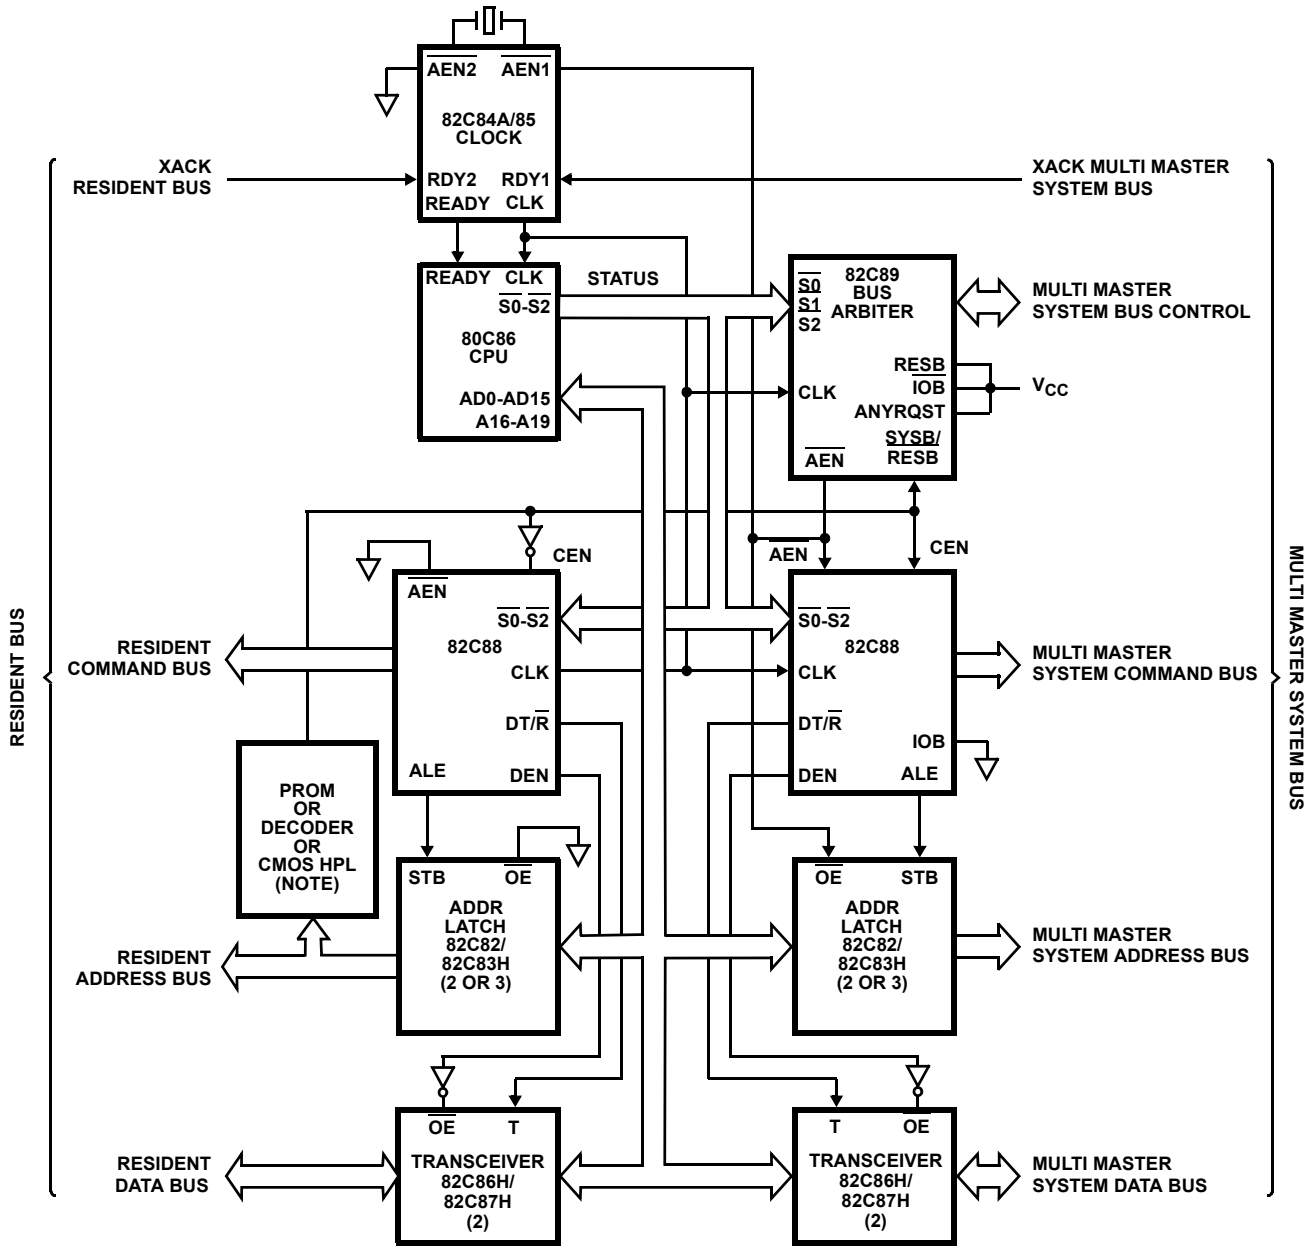 AEN2 AEN1
82C84A/85
CLOCK
RDY2 RDY1
READY CLK
XACK
RESIDENT BUS
XACK MULTI MASTER
SYSTEM BUS
READY CLK
S0-S2
80C86
CPU
AD0-AD15
A16-A19
STATUS
S0
S1
S2
82C89
BUS
ARBITER
RESB
IOB
CLK
ANYRQST
SYSB/
RESB
AEN
MULTI MASTER
SYSTEM BUS CONTROL
VCC
CEN
AEN
CEN
AEN
S0-S2
82C88
CLK
DT/R
ALE
DEN
S0-S2
82C88
CLK
DT/R
IOB
DEN
ALE
RESIDENT
COMMAND BUS
MULTI MASTER
SYSTEM COMMAND BUS
RESIDENT BUS
MULTI MASTER SYSTEM BUS
PROM
OR
DECODER
OR
CMOS HPL
(NOTE)
STB OE
ADDR
LATCH
82C82/
82C83H
(2 OR 3)
OE STB
ADDR
LATCH
82C82/
82C83H
(2 OR 3)
RESIDENT
ADDRESS BUS
MULTI MASTER
SYSTEM ADDRESS BUS
OE T
TRANSCEIVER
82C86H/
82C87H
(2)
T OE
TRANSCEIVER
82C86H/
82C87H
(2)
RESIDENT
DATA BUS
MULTI MASTER
SYSTEM DATA BUS